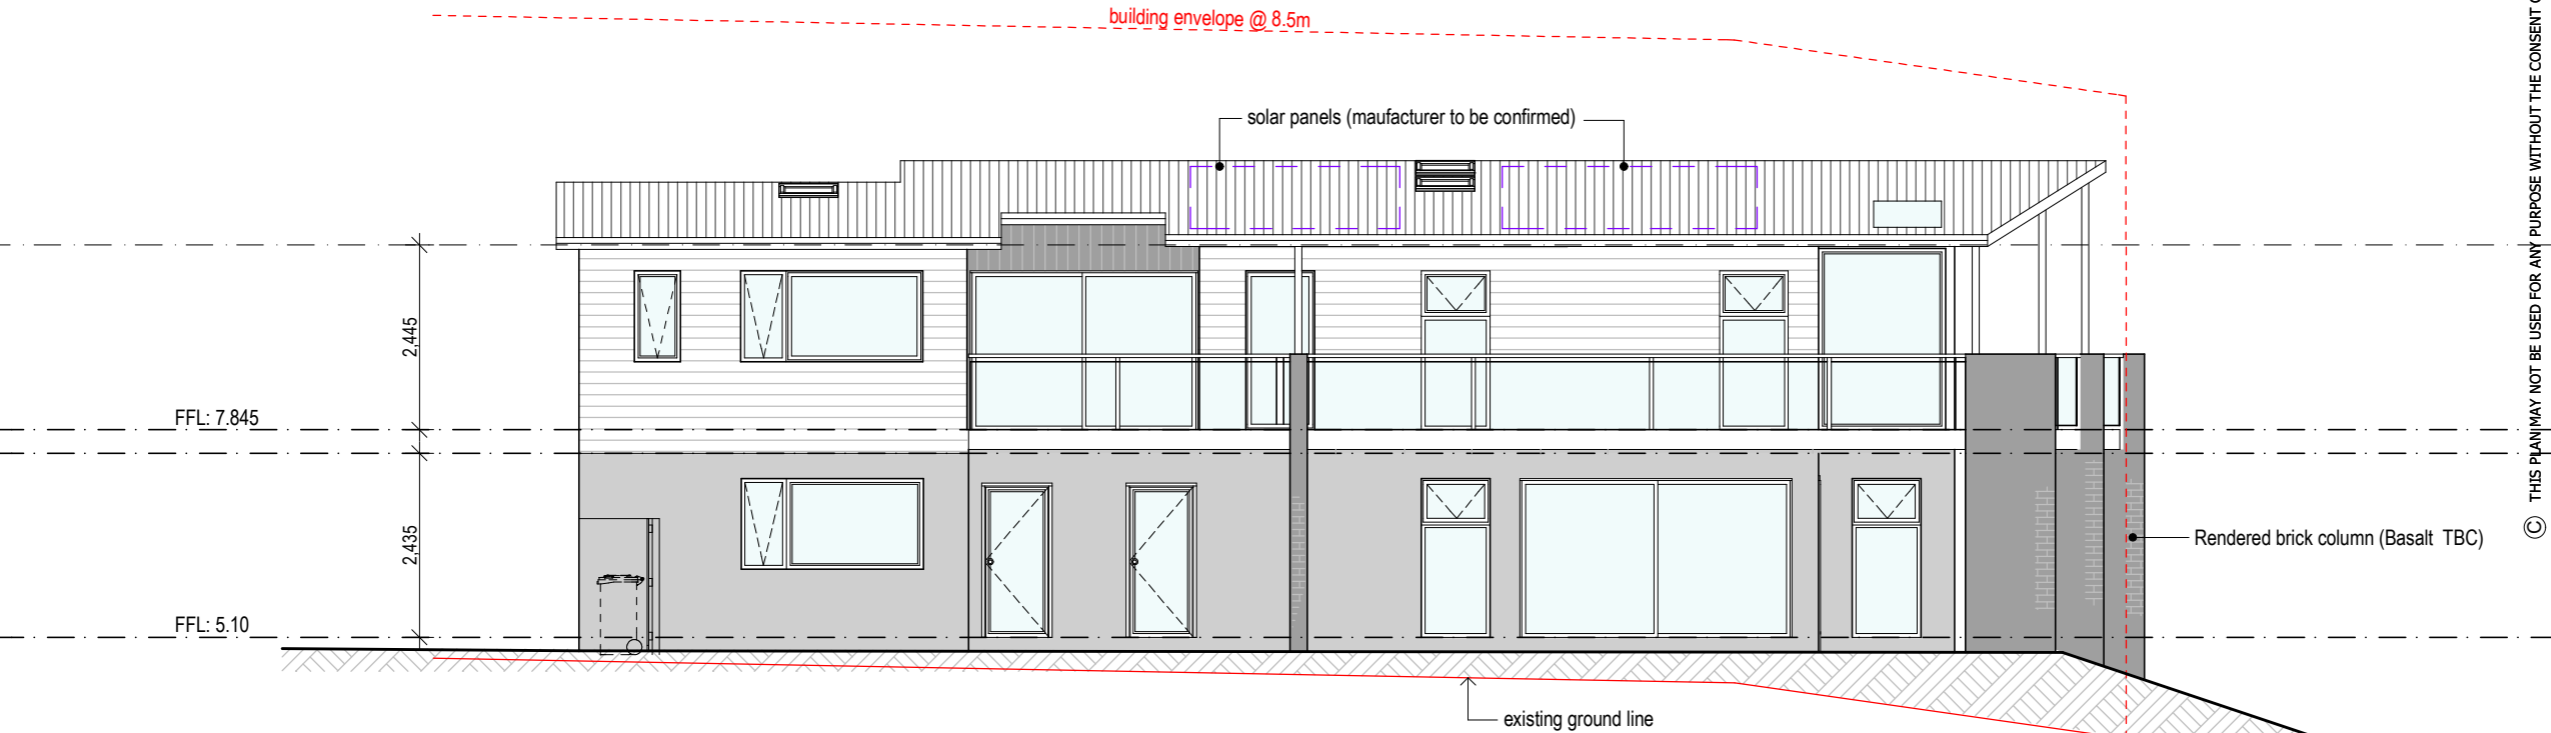 building envelope @ 8.5m
solar panels (maufacturer to be confirmed)
2,445
FFL: 7.845
2,435
FFL: 5.10
Rendered brick column (Basalt TBC)
existing ground line
© THIS PLAN MAY NOT BE USED FOR ANY PURPOSE WITHOUT THE CONSENT